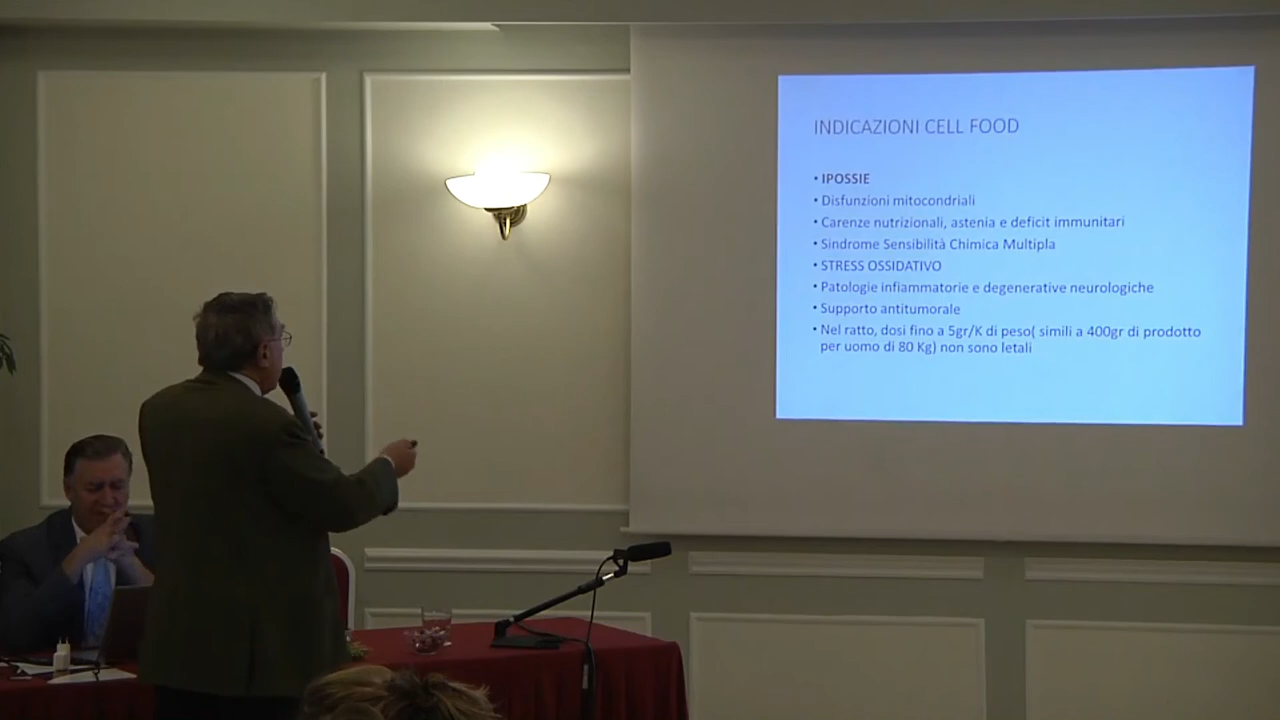 INDICAZIONI CELL FOOD
• IPOSSIE
• Disfunzioni mitocondriali
• Carenze nutrizionali, astenia e deficit immunitari
• Sindrome Sensibilità Chimica Multipla
• STRESS OSSIDATIVO
• Patologie infiammatorie e degenerative neurologiche
• Supporto antitumorale
• Nel ratto, dosi fino a 5gr/K di peso( simili a 400gr di prodotto
per uomo di 80 Kg) non sono letali